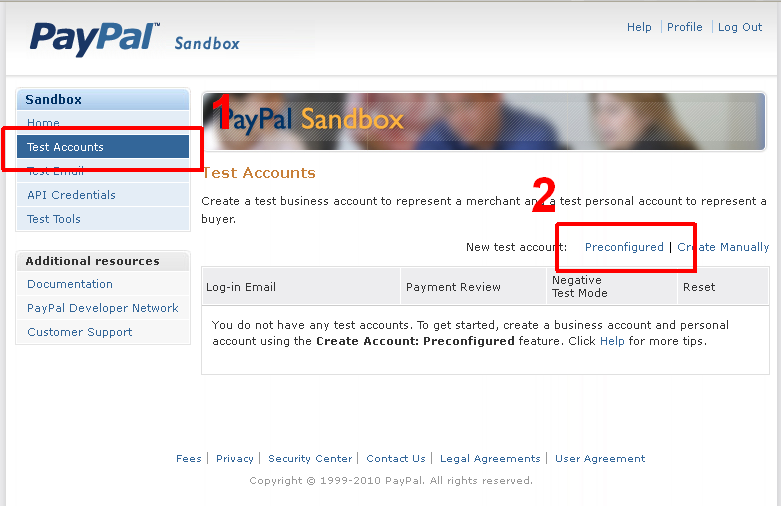 PayPal™ Sandbox
Help Profile Log Out
Sandbox
Home
Test Accounts
Test Email
API Credentials
Test Tools
Additional resources
Documentation
PayPal Developer Network
Customer Support
1
PayPal Sandbox
Test Accounts
2
Create a test business account to represent a merchant and a test personal account to represent a
buyer.
New test account: Preconfigured | Create Manually
Log-in Email Payment Review Negative Test Mode Reset
You do not have any test accounts. To get started, create a business account and personal
account using the Create Account: Preconfigured feature. Click Help for more tips.
Fees | Privacy | Security Center | Contact Us | Legal Agreements | User Agreement
Copyright © 1999-2010 PayPal. All rights reserved.